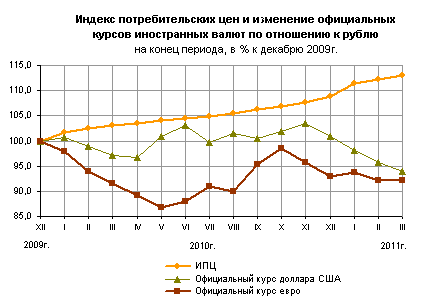 Индекс потребительских цен и изменение официальных
курсов иностранных валют по отношению к рублю
на конец периода, в % к декабрю 2009г.
115,0
110,0
105,0
100,0
95,0
90,0
85,0
XII I II III IV V VI VII VIII IX X XI XII I II III
2009г. 2010г. 2011г.
ИПЦ
Официальный курс доллара США
Официальный курс евро